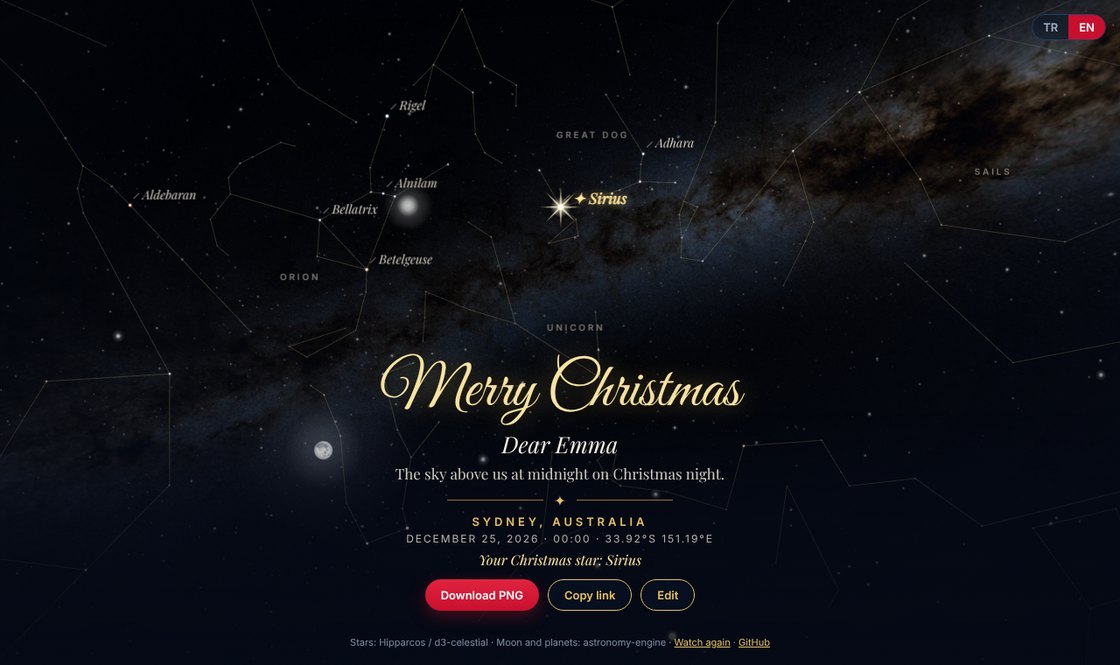 TR EN
Rigel
GREAT DOG
Adhara
SAILS
Alnilam
Aldebaran
✦ Sirius
Bellatrix
Betelgeuse
ORION
UNICORN
Merry Christmas
Dear Emma
The sky above us at midnight on Christmas night.
SYDNEY, AUSTRALIA
DECEMBER 25, 2026 · 00:00 · 33.92°S 151.19°E
Your Christmas star: Sirius
Download PNG Copy link Edit
Stars: Hipparcos / d3-celestial · Moon and planets: astronomy-engine · Watch again · GitHub